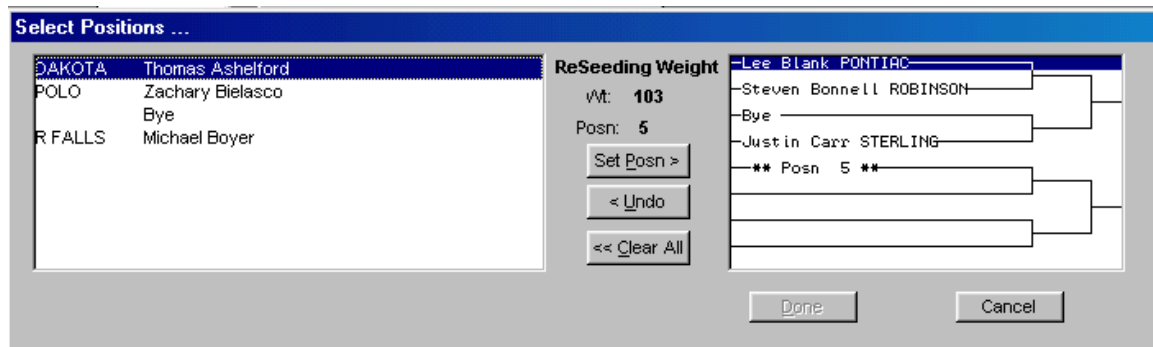 Select Positions ...
DAKOTA Thomas Ashelford
POLO Zachary Bielasco
Bye
R FALLS Michael Boyer
ReSeeding Weight
Wt: 103
Posn: 5
Set Posn >
< Undo
<< Clear All
Lee Blank PONTIAC
Steven Bonnell ROBINSON
Bye
Justin Carr STERLING
** Posn 5 **
Done
Cancel